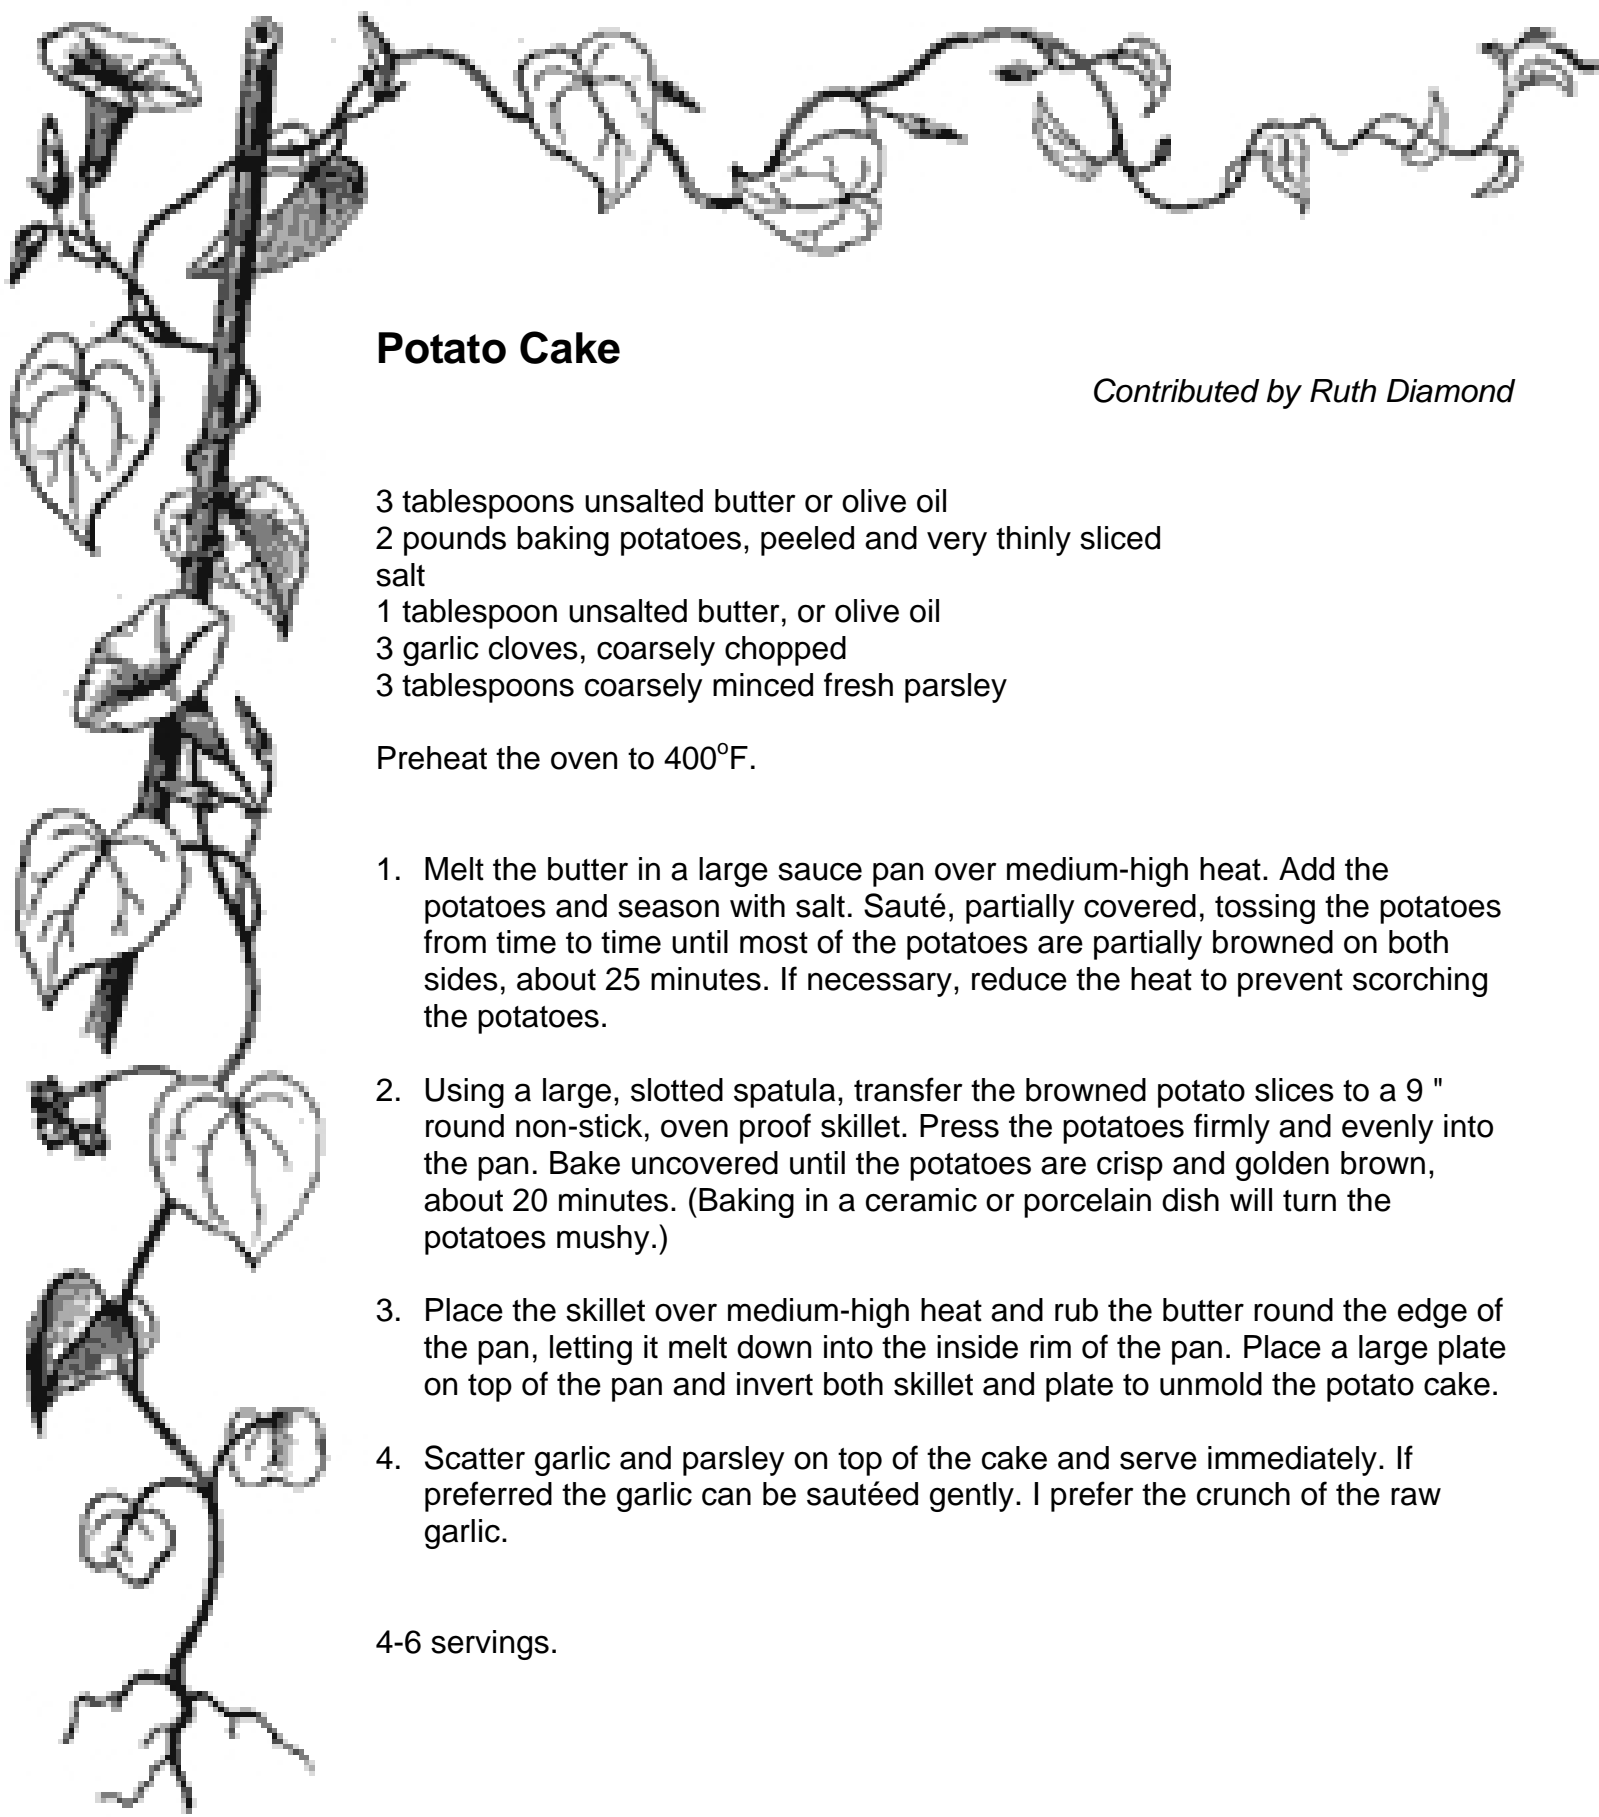 Potato Cake
Contributed by Ruth Diamond
3 tablespoons unsalted butter or olive oil
2 pounds baking potatoes, peeled and very thinly sliced
salt
1 tablespoon unsalted butter, or olive oil
3 garlic cloves, coarsely chopped
3 tablespoons coarsely minced fresh parsley
Preheat the oven to 400°F.
1. Melt the butter in a large sauce pan over medium-high heat. Add the
potatoes and season with salt. Sauté, partially covered, tossing the potatoes
from time to time until most of the potatoes are partially browned on both
sides, about 25 minutes. If necessary, reduce the heat to prevent scorching
the potatoes.
2. Using a large, slotted spatula, transfer the browned potato slices to a 9 "
round non-stick, oven proof skillet. Press the potatoes firmly and evenly into
the pan. Bake uncovered until the potatoes are crisp and golden brown,
about 20 minutes. (Baking in a ceramic or porcelain dish will turn the
potatoes mushy.)
3. Place the skillet over medium-high heat and rub the butter round the edge of
the pan, letting it melt down into the inside rim of the pan. Place a large plate
on top of the pan and invert both skillet and plate to unmold the potato cake.
4. Scatter garlic and parsley on top of the cake and serve immediately. If
preferred the garlic can be sautéed gently. I prefer the crunch of the raw
garlic.
4-6 servings.